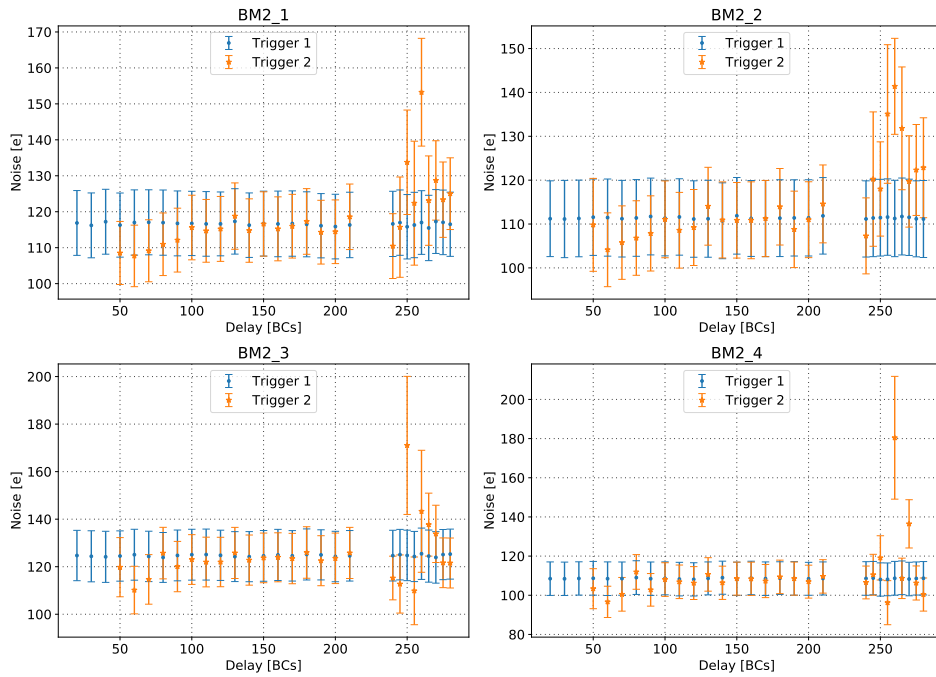 BM2_1
170
160
150
140
130
120
110
100
Noise [e]
Trigger 1
Trigger 2
50
100
150
200
250
Delay [BCs]
BM2_2
150
140
130
120
110
100
Noise [e]
Trigger 1
Trigger 2
50
100
150
200
250
Delay [BCs]
BM2_3
200
180
160
140
120
100
Noise [e]
Trigger 1
Trigger 2
50
100
150
200
250
Delay [BCs]
BM2_4
200
180
160
140
120
100
80
Noise [e]
Trigger 1
Trigger 2
50
100
150
200
250
Delay [BCs]